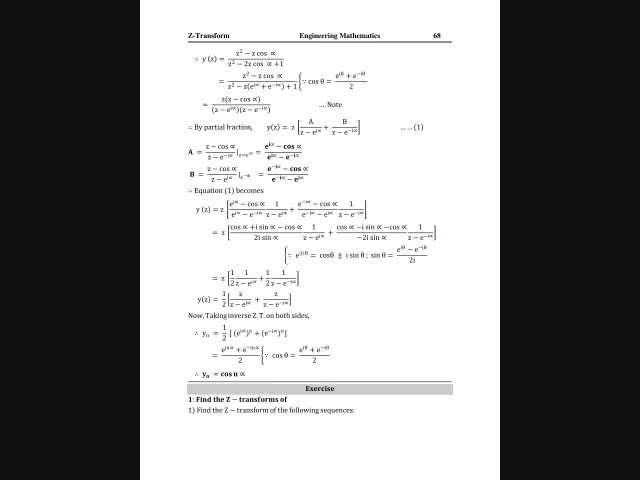 Z-Transform Engineering Mathematics 68
∴ y (z) = (z² − z cos ∝) / (z² − 2z cos ∝ +1)
= (z² − z cos ∝) / (z² − z(e^{i∝} + e^{−i∝}) + 1) {∵ cos θ = (e^{iθ} + e^{−iθ}) / 2
= z(z − cos ∝) / ((z − e^{i∝})(z − e^{−i∝})) ... Note
∴ By partial fraction, y(z) = z [A / (z − e^{i∝}) + B / (z − e^{−i∝})] ... ... (1)
A = (z − cos ∝) / (z − e^{−i∝}) |_{z=e^{i∝}} = (e^{i∝} − cos ∝) / (e^{i∝} − e^{−i∝})
B = (z − cos ∝) / (z − e^{i∝}) | = (e^{−i∝} − cos ∝) / (e^{−i∝} − e^{i∝})
∴ Equation (1) becomes
y (z) = z [(e^{i∝} − cos ∝) / (e^{i∝} − e^{−i∝}) 1 / (z − e^{i∝}) + (e^{−i∝} − cos ∝) / (e^{−i∝} − e^{i∝}) 1 / (z − e^{−i∝})]
= z [(cos ∝ +i sin ∝ − cos ∝) / (2i sin ∝) 1 / (z − e^{i∝}) + (cos ∝ −i sin ∝ −cos ∝) / (−2i sin ∝) 1 / (z − e^{−i∝})]
{∵ e^{±iθ} = cosθ ± i sin θ ; sin θ = (e^{iθ} − e^{−iθ}) / 2i
= z [1/2 1 / (z − e^{i∝}) + 1/2 1 / (z − e^{−i∝})]
y(z) = 1/2 [z / (z − e^{i∝}) + z / (z − e^{−i∝})]
Now, Taking inverse Z. T. on both sides,
∴ yₙ = 1/2 [ (e^{i∝})ⁿ + (e^{−i∝})ⁿ]
= (e^{in∝} + e^{−in∝}) / 2 {∵ cos θ = (e^{iθ} + e^{−iθ}) / 2
∴ yₙ = cos n ∝
Exercise
1: Find the Z − transforms of
1) Find the Z − transform of the following sequences: